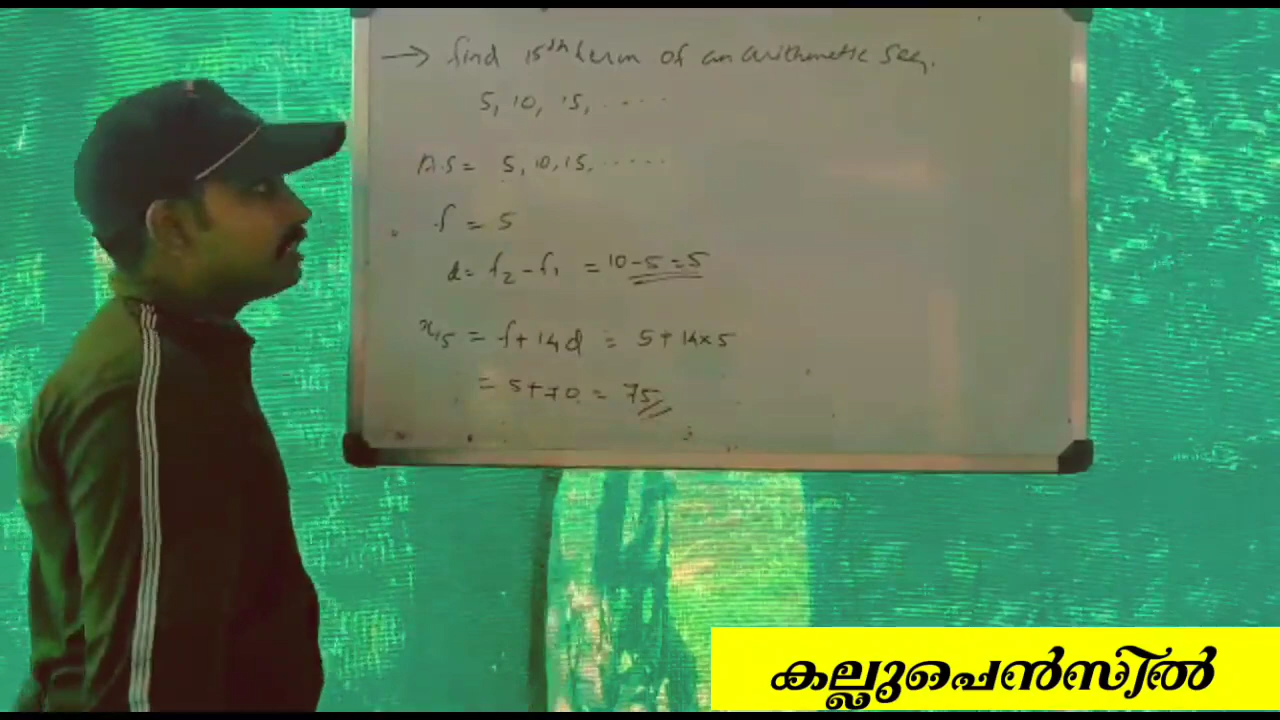 → find 15th term of an arithmetic seq.
5, 10, 15, .....
A.S = 5, 10, 15, .....
f = 5
d = f₂ - f₁ = 10 - 5 = 5
x₁₅ = f + 14d = 5 + 14×5
= 5 + 70 = 75//
കല്ലുപെൻസിൽ